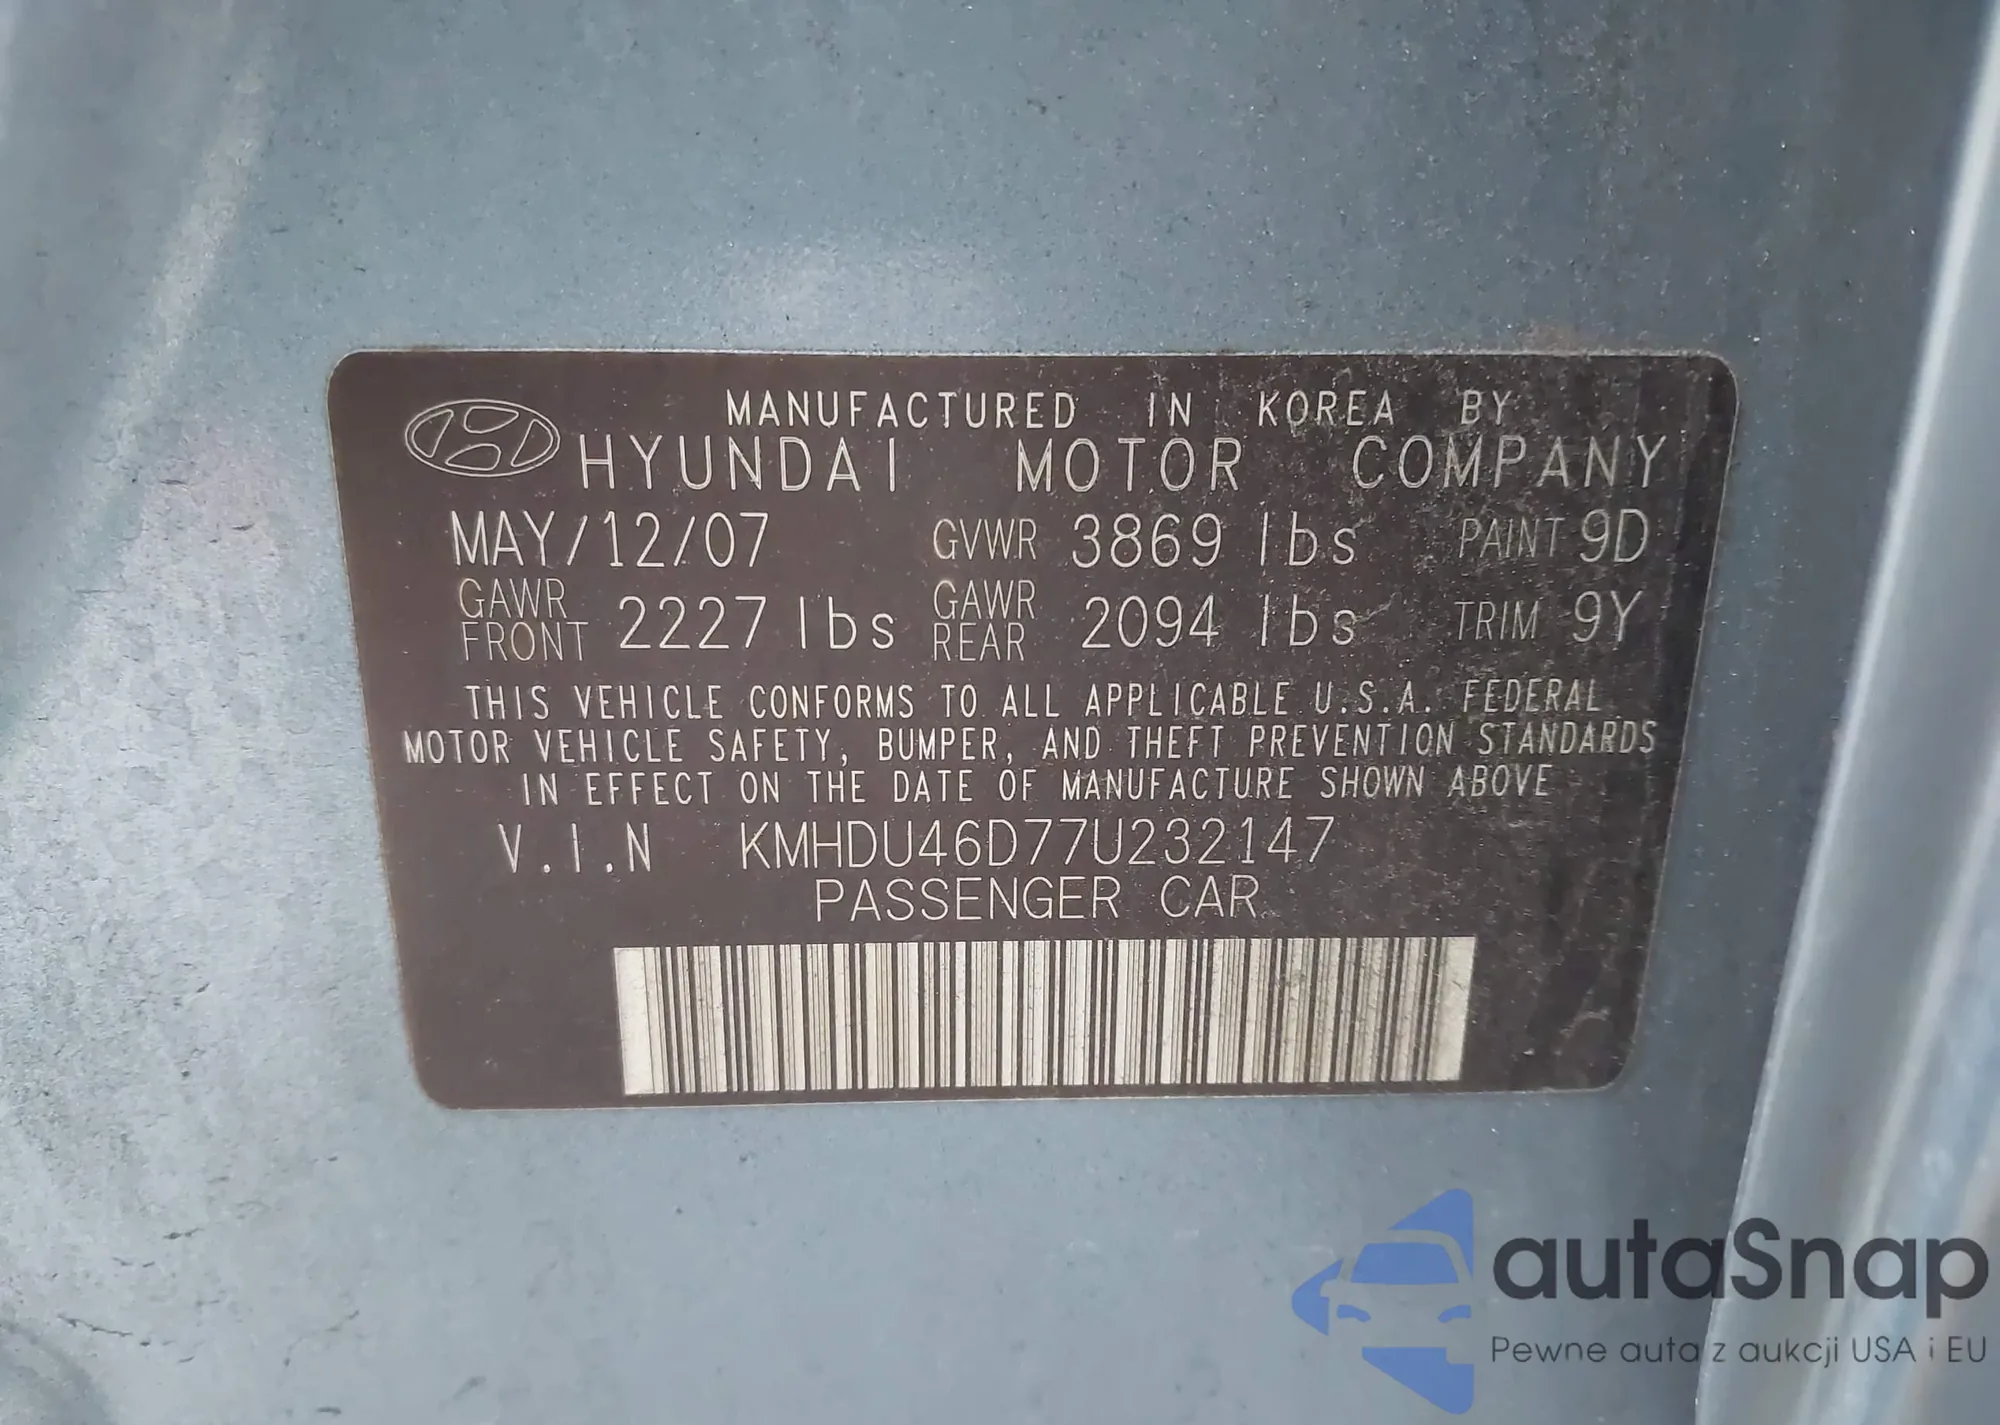 MANUFACTURED IN KOREA BY
HYUNDAI MOTOR COMPANY
MAY/12/07 GVWR 3869 lbs PAINT 9D
GAWR FRONT 2227 lbs GAWR REAR 2094 lbs TRIM 9Y
THIS VEHICLE CONFORMS TO ALL APPLICABLE U.S.A. FEDERAL
MOTOR VEHICLE SAFETY, BUMPER, AND THEFT PREVENTION STANDARDS
IN EFFECT ON THE DATE OF MANUFACTURE SHOWN ABOVE
V.I.N KMHDU46D77U232147
PASSENGER CAR
autaSnap
Pewne auta z aukcji USA i EU